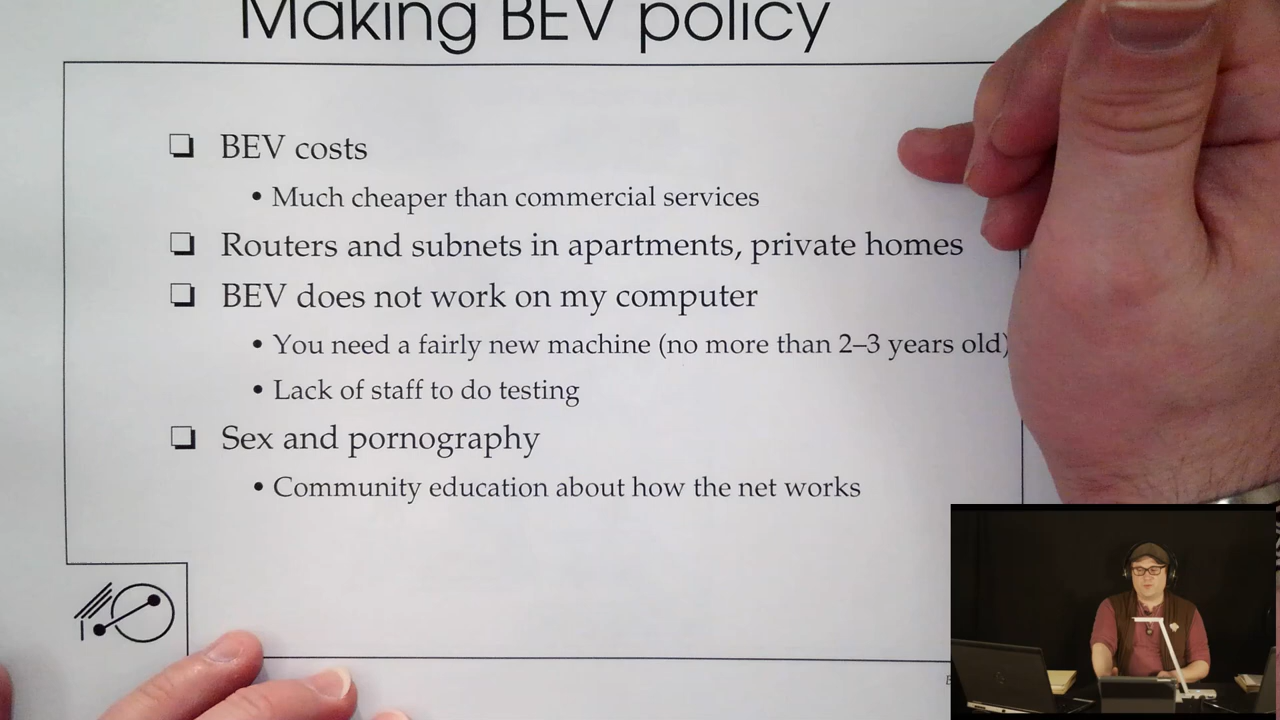 Making BEV policy
❏ BEV costs
• Much cheaper than commercial services
❏ Routers and subnets in apartments, private homes
❏ BEV does not work on my computer
• You need a fairly new machine (no more than 2–3 years old)
• Lack of staff to do testing
❏ Sex and pornography
• Community education about how the net works